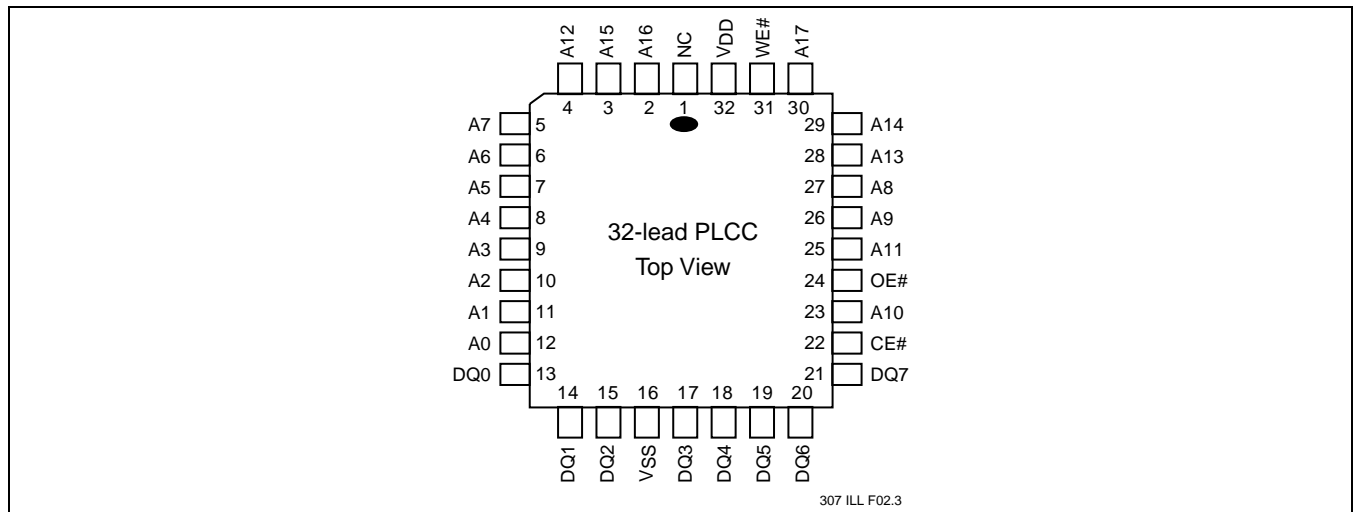 A12 A15 A16 NC VDD WE# A17
4 3 2 1 32 31 30
A7 5 29 A14
A6 6 28 A13
A5 7 27 A8
A4 8 26 A9
A3 9 25 A11
A2 10 24 OE#
A1 11 23 A10
A0 12 22 CE#
DQ0 13 21 DQ7
32-lead PLCC
Top View
14 15 16 17 18 19 20
DQ1 DQ2 VSS DQ3 DQ4 DQ5 DQ6
307 ILL F02.3